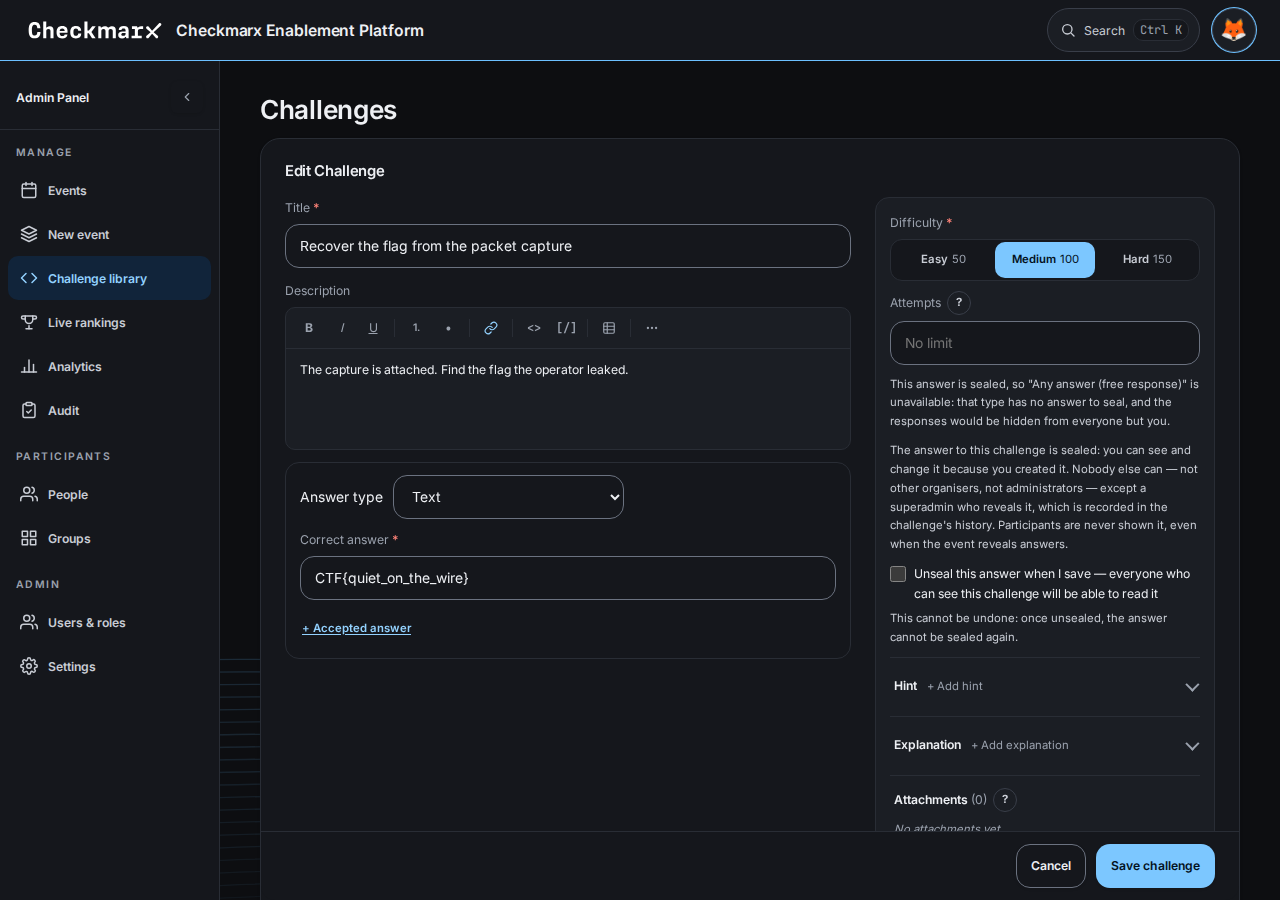 Checkmarx Checkmarx Enablement Platform
Search Ctrl K
Admin Panel
MANAGE
Events
New event
Challenge library
Live rankings
Analytics
Audit
PARTICIPANTS
People
Groups
ADMIN
Users & roles
Settings
Challenges
Edit Challenge
Title *
Recover the flag from the packet capture
Description
B I U 1. • <> [/] ...
The capture is attached. Find the flag the operator leaked.
Answer type Text
Correct answer *
CTF{quiet_on_the_wire}
+ Accepted answer
Difficulty *
Easy 50 Medium 100 Hard 150
Attempts ?
No limit
This answer is sealed, so "Any answer (free response)" is
unavailable: that type has no answer to seal, and the
responses would be hidden from everyone but you.
The answer to this challenge is sealed: you can see and
change it because you created it. Nobody else can — not
other organisers, not administrators — except a
superadmin who reveals it, which is recorded in the
challenge's history. Participants are never shown it, even
when the event reveals answers.
Unseal this answer when I save — everyone who
can see this challenge will be able to read it
This cannot be undone: once unsealed, the answer
cannot be sealed again.
Hint + Add hint
Explanation + Add explanation
Attachments (0) ?
No attachments yet
Cancel Save challenge